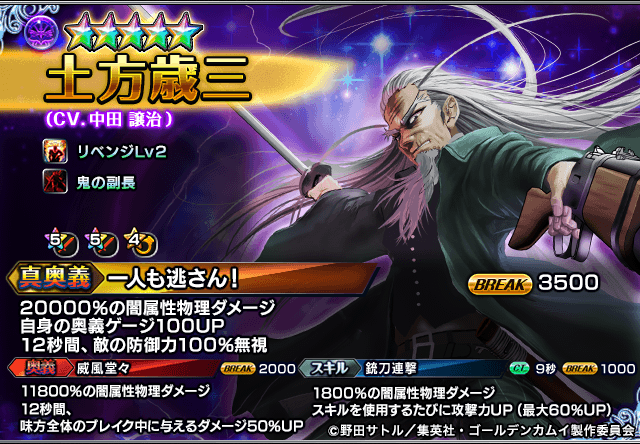 土方歳三
(CV.中田 譲治)
リベンジLv2
鬼の副長
5 5 4
真奥義 一人も逃さん! BREAK 3500
20000%の闇属性物理ダメージ
自身の奥義ゲージ100UP
12秒間、敵の防御力100%無視
奥義 威風堂々 BREAK 2000
11800%の闇属性物理ダメージ
12秒間、
味方全体のブレイク中に与えるダメージ50%UP
スキル 銃刀連撃 CT 9秒 BREAK 1000
1800%の闇属性物理ダメージ
スキルを使用するたびに攻撃力UP(最大60%UP)
©野田サトル/集英社・ゴールデンカムイ製作委員会